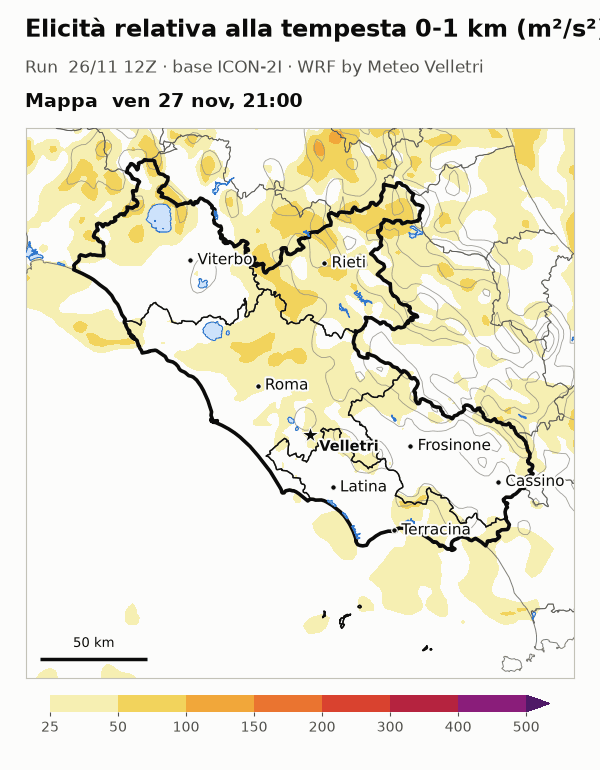 Elicità relativa alla tempesta 0-1 km (m²/s²)
Run  26/11 12Z · base ICON-2I · WRF by Meteo Velletri
Mappa  ven 27 nov, 21:00
Viterbo
Rieti
Roma
Velletri
Frosinone
Cassino
Latina
Terracina
50 km
25 50 100 150 200 300 400 500